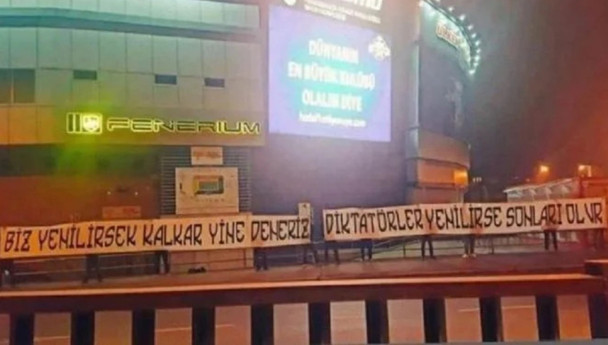 DÜNYANIN
EN BÜYÜK KULÜBÜ
OLALIM DİYE
FENERIUM
BİZ YENİLİRSEK KALKAR YİNE DENERİZ
DİKTATÖRLER YENİLİRSE SONLARI OLUR